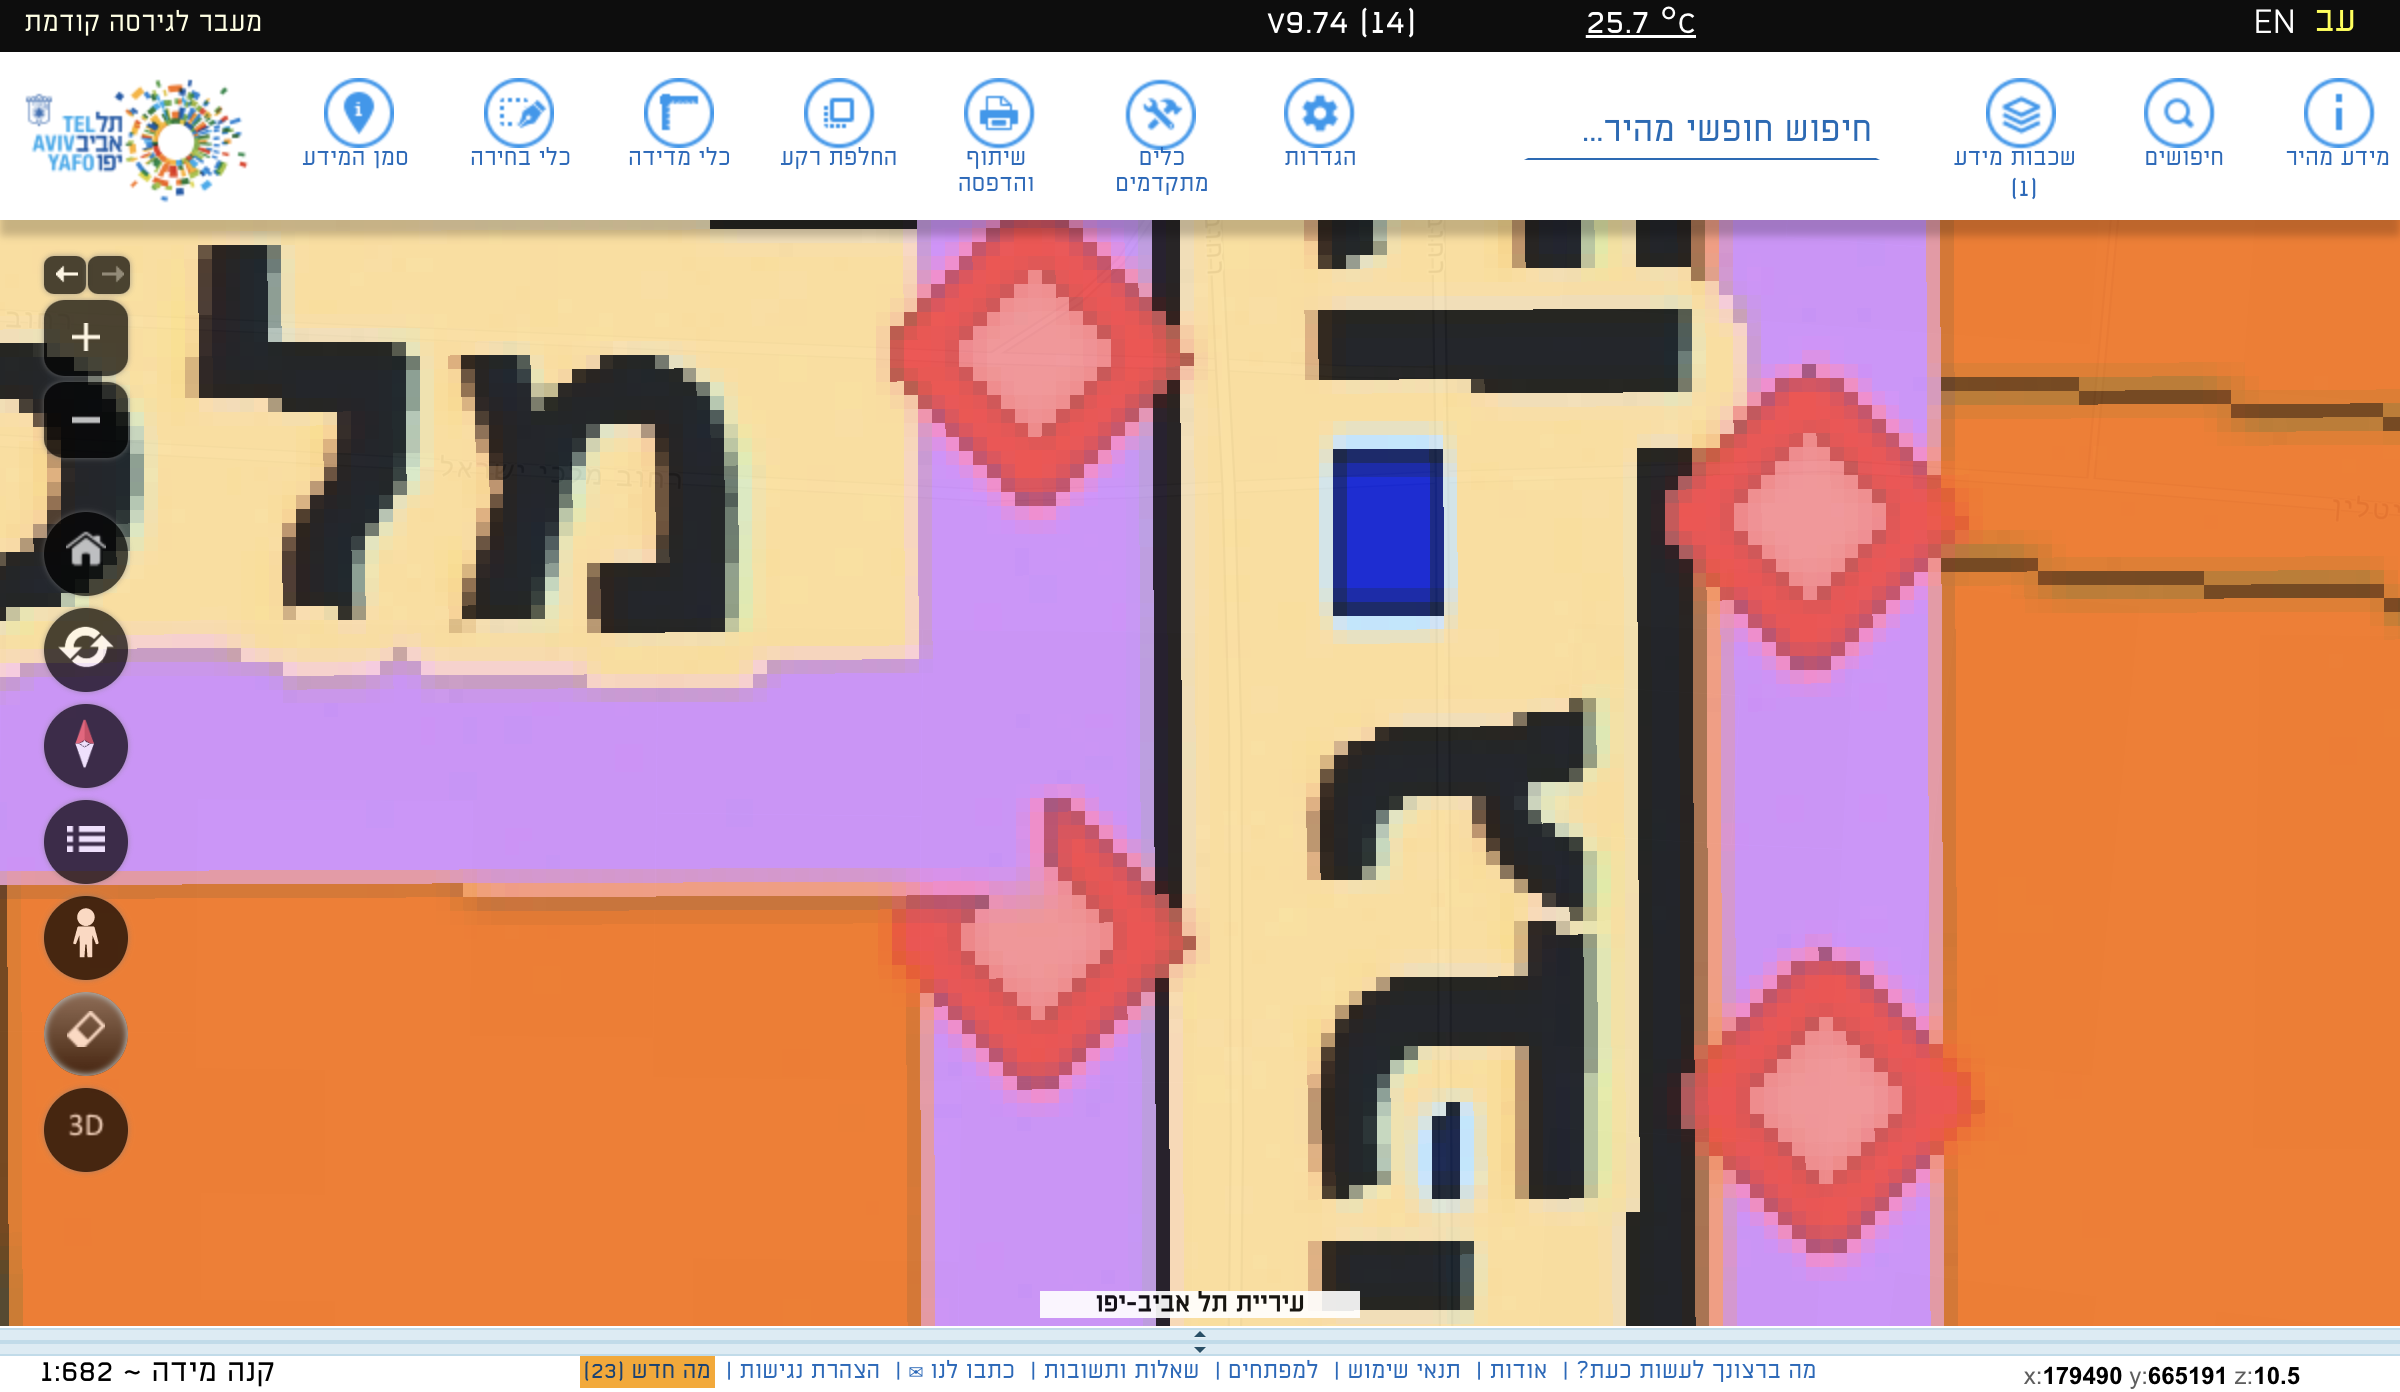 עב EN
25.7 °C
V9.74 (14)
מעבר לגירסה קודמת
מידע מהיר
חיפושים
שכבות מידע
(1)
חיפוש חופשי מהיר...
הגדרות
כלים
מתקדמים
שיתוף
והדפסה
החלפת רקע
כלי מדידה
כלי בחירה
סמן המידע
תל אביב יפו
TEL AVIV YAFO
רחוב מלכי ישראל
3D
עיריית תל אביב-יפו
מה ברצונך לעשות כעת? | אודות | תנאי שימוש | למפתחים | שאלות ותשובות | כתבו לנו ✉ | הצהרת נגישות | מה חדש (23)
קנה מידה ~ 1:682
x:179490 y:665191 z:10.5